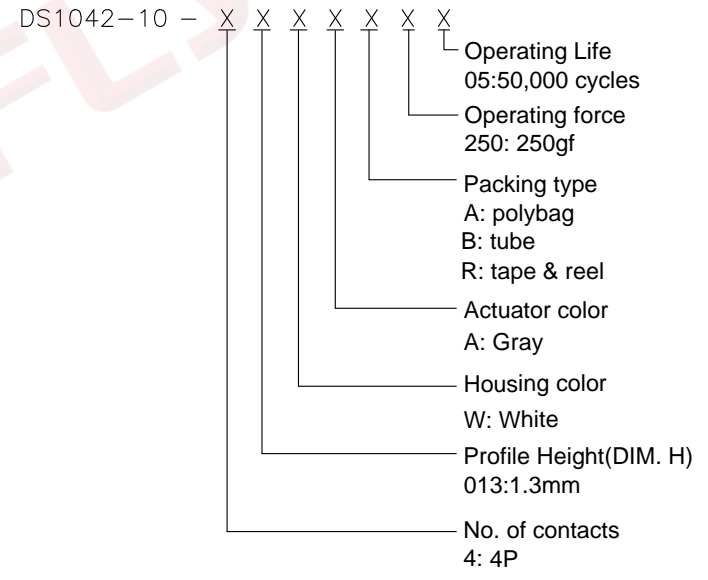 DS1042-10 - X X X X X X X
Operating Life
05:50,000 cycles
Operating force
250: 250gf
Packing type
A: polybag
B: tube
R: tape & reel
Actuator color
A: Gray
Housing color
W: White
Profile Height(DIM. H)
013:1.3mm
No. of contacts
4: 4P